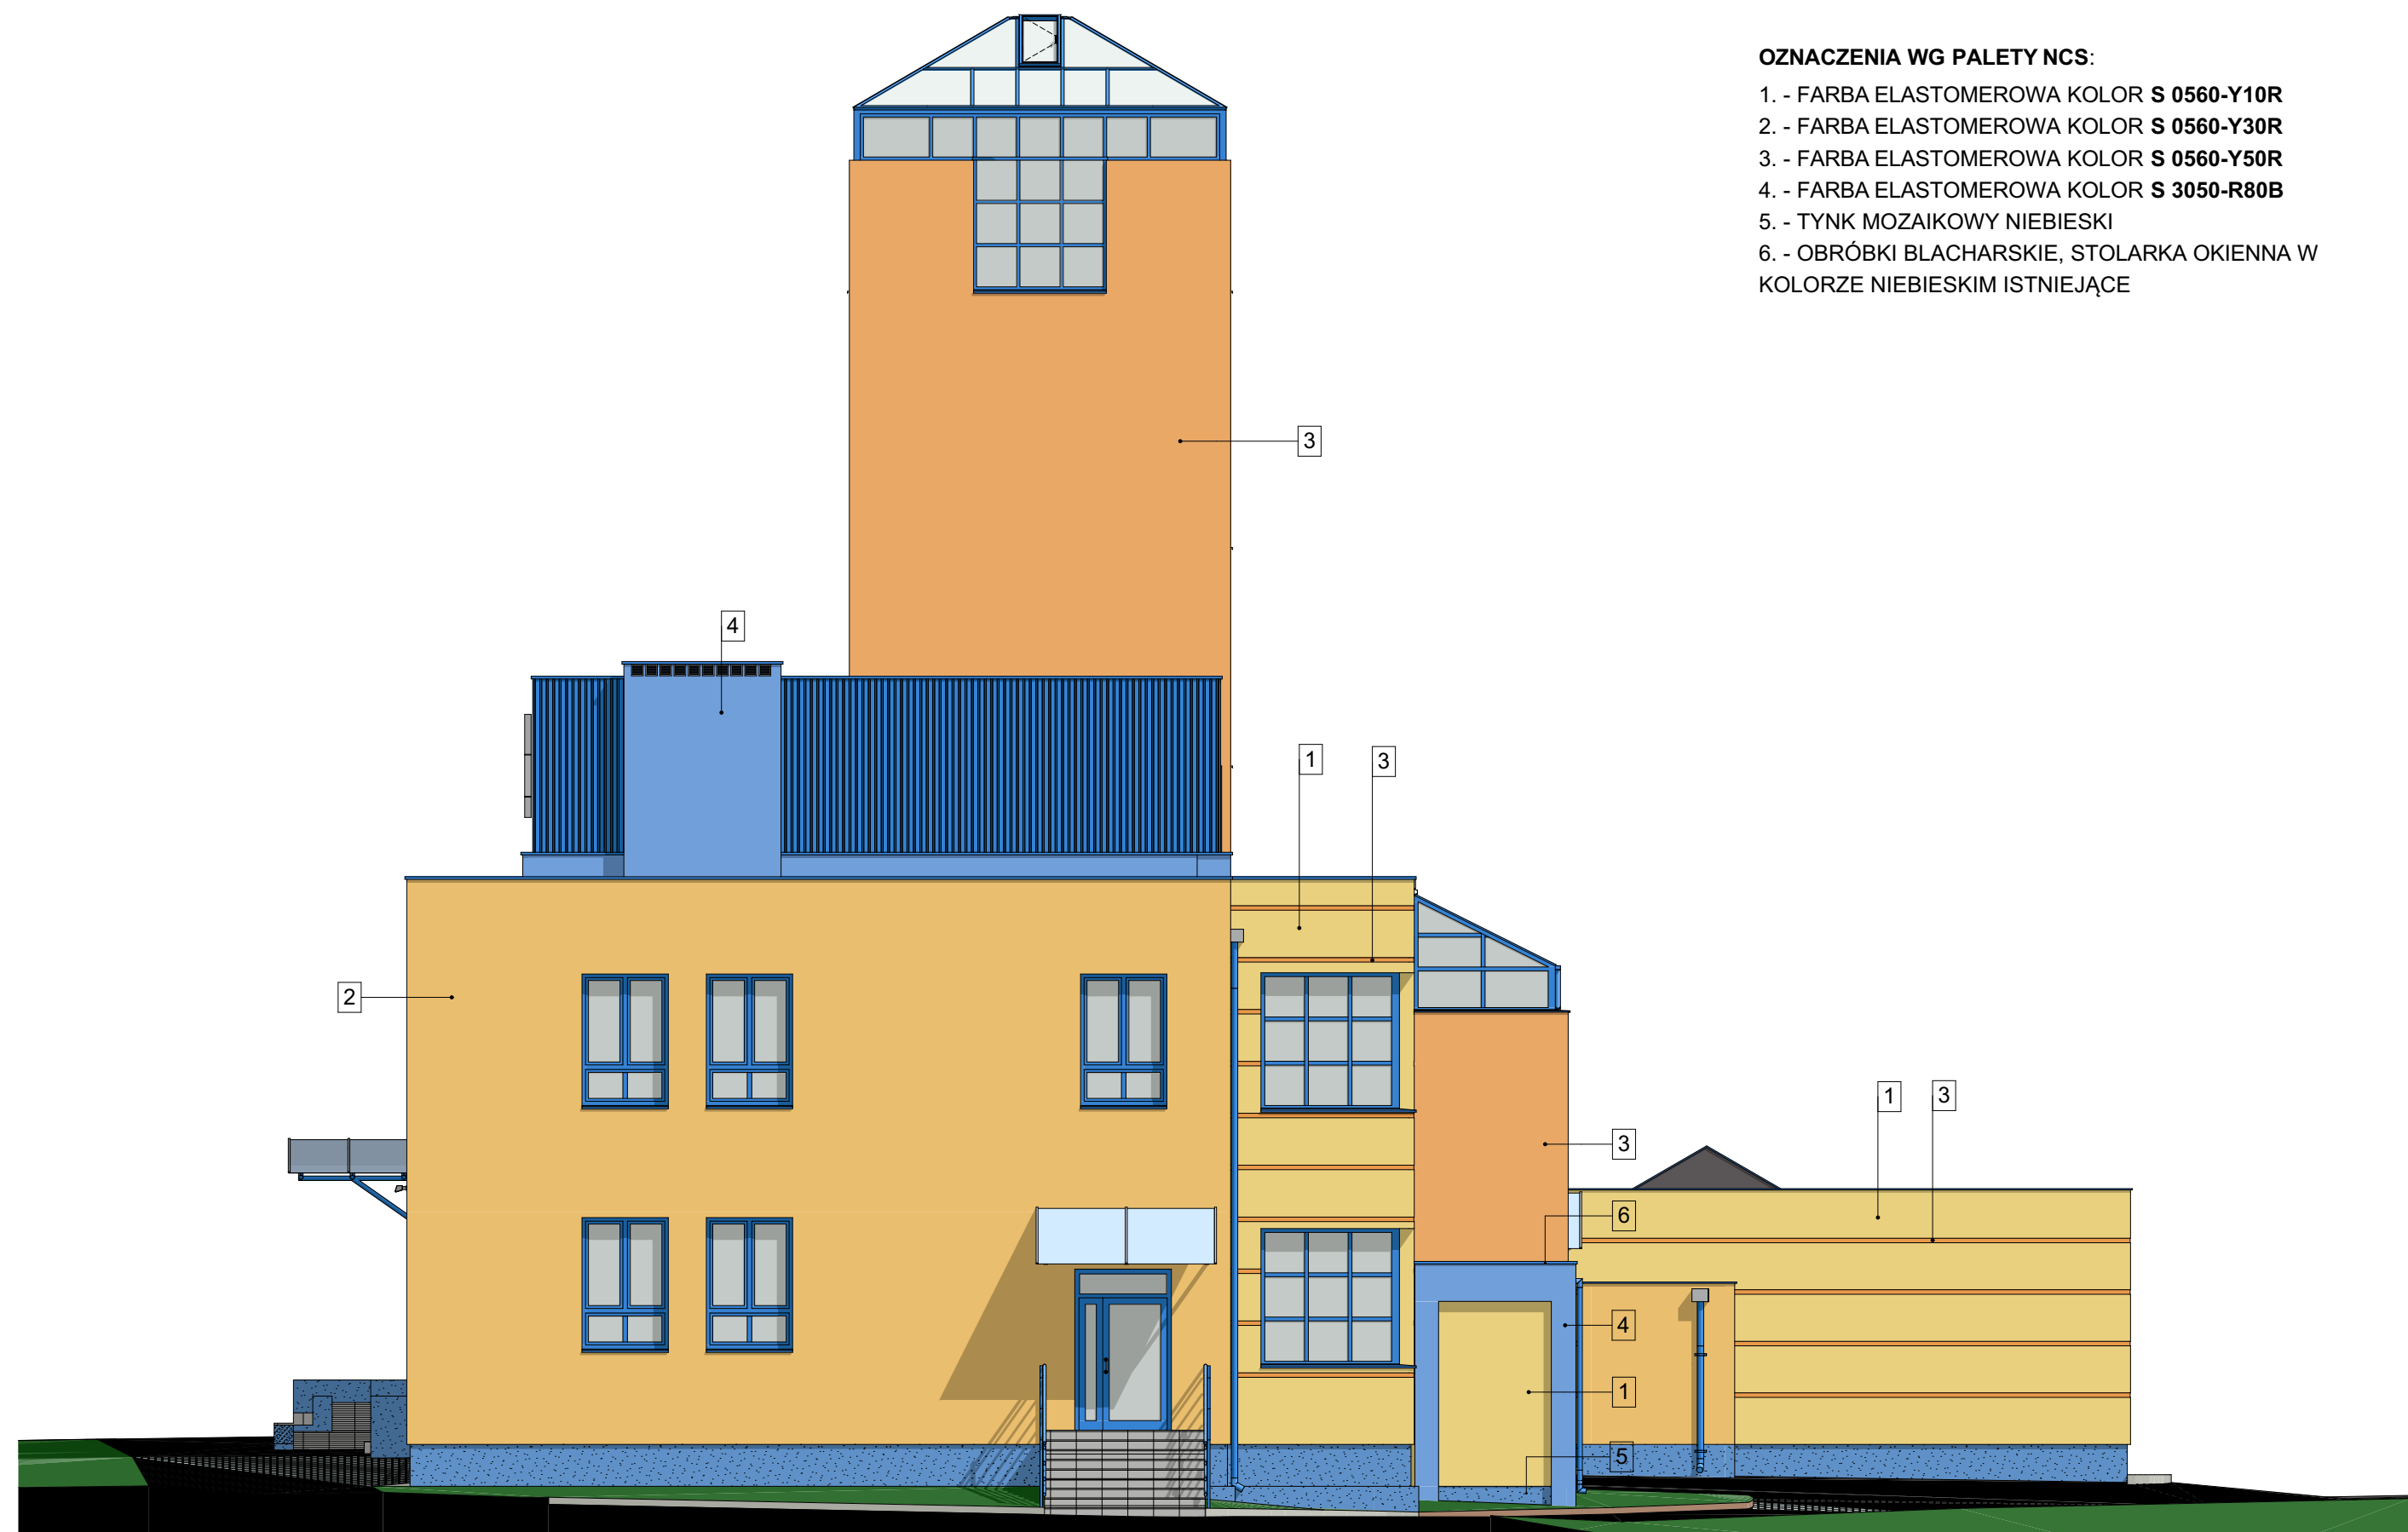 OZNACZENIA WG PALETY NCS:
1. - FARBA ELASTOMEROWA KOLOR S 0560-Y10R
2. - FARBA ELASTOMEROWA KOLOR S 0560-Y30R
3. - FARBA ELASTOMEROWA KOLOR S 0560-Y50R
4. - FARBA ELASTOMEROWA KOLOR S 3050-R80B
5. - TYNK MOZAIKOWY NIEBIESKI
6. - OBRÓBKI BLACHARSKIE, STOLARKA OKIENNA W
KOLORZE NIEBIESKIM ISTNIEJĄCE
3
4
1 3
2
1 3
3
6
4
1
5